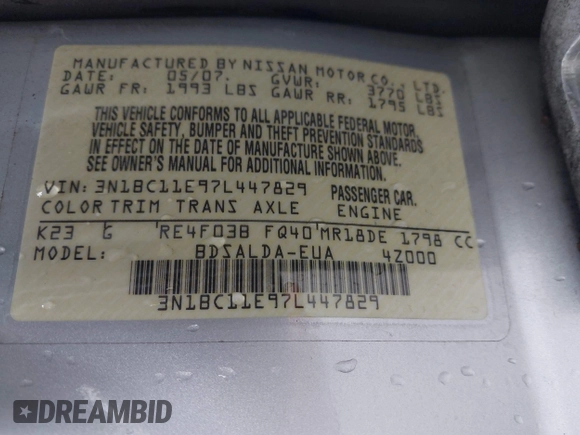 MANUFACTURED BY NISSAN MOTOR CO., LTD.
DATE: 05/07. GVWR: 3770 LBS
GAWR FR: 1993 LBS GAWR RR: 1795 LBS
THIS VEHICLE CONFORMS TO ALL APPLICABLE FEDERAL MOTOR
VEHICLE SAFETY, BUMPER AND THEFT PREVENTION STANDARDS
IN EFFECT ON THE DATE OF MANUFACTURE SHOWN ABOVE.
SEE OWNER'S MANUAL FOR ADDITIONAL INFORMATION.
VIN: 3N1BC11E97L447829 PASSENGER CAR.
COLOR TRIM TRANS AXLE ENGINE
K23 G RE4F03B FQ40 MR18DE 1798 CC
MODEL: BDSALDA-EUA 4Z000
3N1BC11E97L447829
DREAMBID